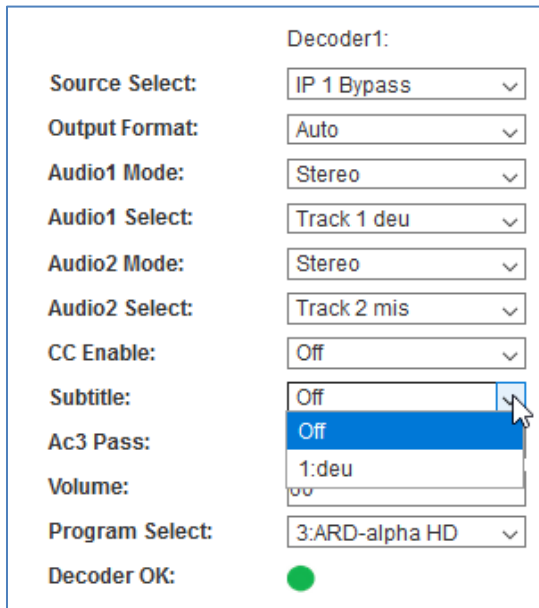 Decoder1:
Source Select: IP 1 Bypass
Output Format: Auto
Audio1 Mode: Stereo
Audio1 Select: Track 1 deu
Audio2 Mode: Stereo
Audio2 Select: Track 2 mis
CC Enable: Off
Subtitle: Off
Off
Ac3 Pass:
1:deu
Volume:
Program Select: 3:ARD-alpha HD
Decoder OK: